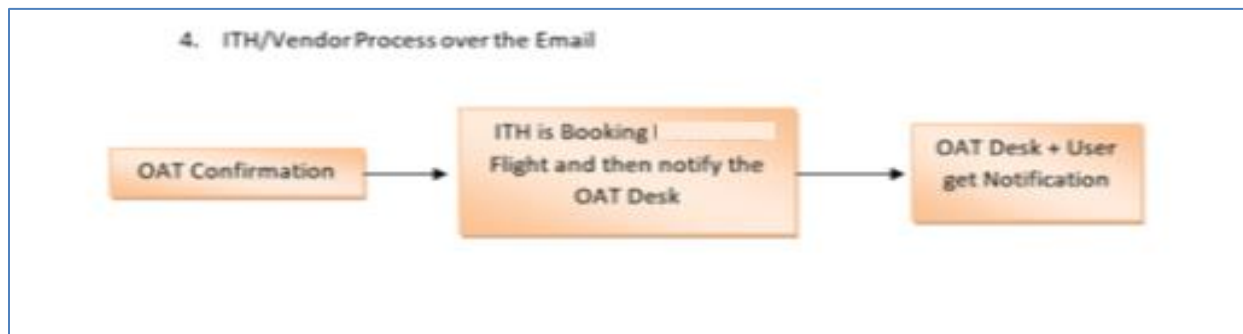 4. ITH/Vendor Process over the Email
OAT Confirmation
ITH is Booking
Flight and then notify the
OAT Desk
OAT Desk + User
get Notification